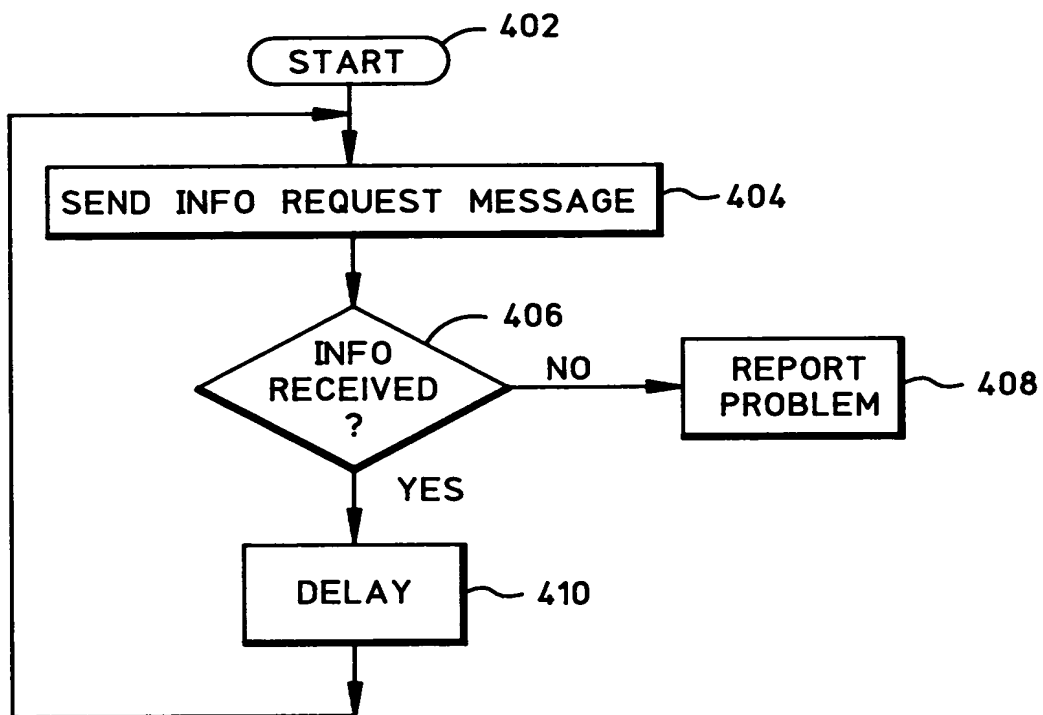 402
START
SEND INFO REQUEST MESSAGE
404
406
INFO
RECEIVED
?
NO
REPORT
PROBLEM
408
YES
DELAY
410